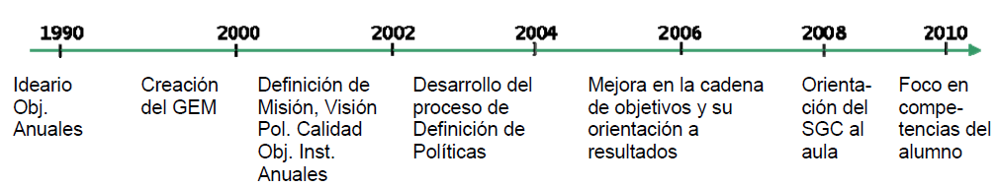 1990 2000 2002 2004 2006 2008 2010
Ideario
Obj.
Anuales
Creación
del GEM
Definición de
Misión, Visión
Pol. Calidad
Obj. Inst.
Anuales
Desarrollo del
proceso de
Definición de
Políticas
Mejora en la cadena
de objetivos y su
orientación a
resultados
Orienta-
ción del
SGC al
aula
Foco en
compe-
tencias del
alumno